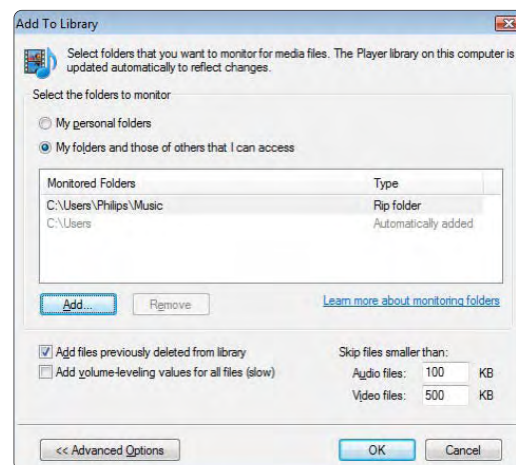 Add To Library
Select folders that you want to monitor for media files. The Player library on this computer is
updated automatically to reflect changes.
Select the folders to monitor
My personal folders
My folders and those of others that I can access
Monitored Folders Type
C:\Users\Philips\Music Rip folder
C:\Users Automatically added
Add... Remove Learn more about monitoring folders
Add files previously deleted from library Skip files smaller than:
Add volume-leveling values for all files (slow) Audio files: 100 KB
Video files: 500 KB
<< Advanced Options OK Cancel